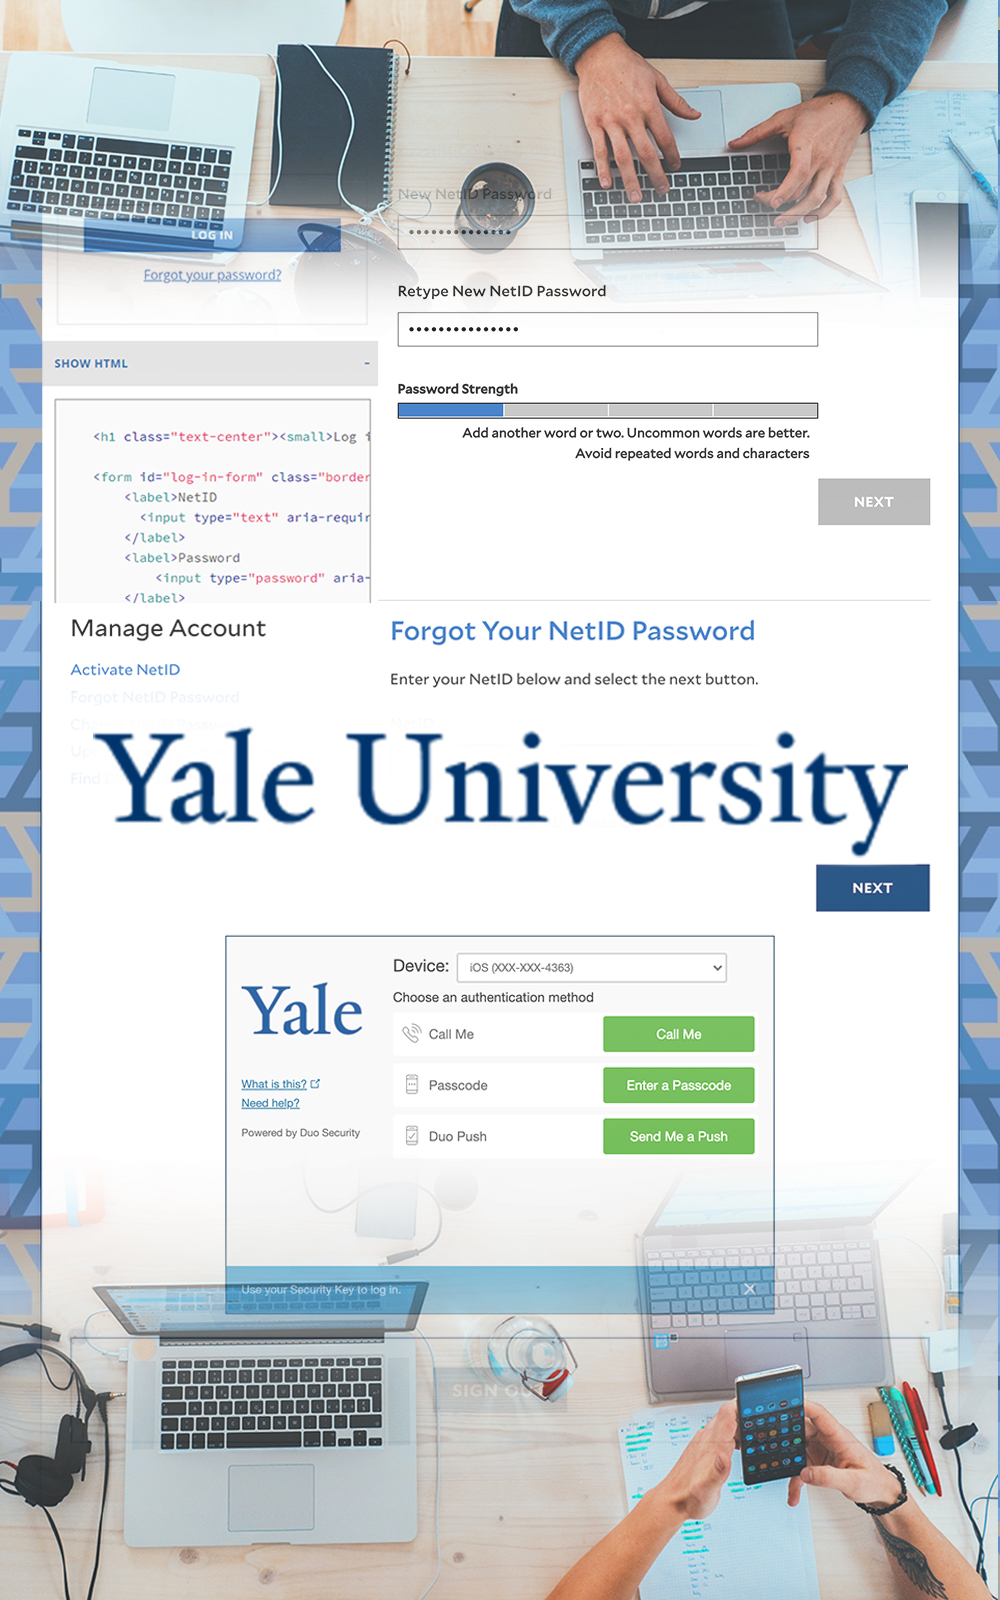 New NetID Password
LOG IN
Forgot your password?
Retype New NetID Password
SHOW HTML -
Password Strength
Add another word or two. Uncommon words are better.
Avoid repeated words and characters
NEXT
<h1 class="text-center"><small>Log i
<form id="log-in-form" class="border
<label>NetID
<input type="text" aria-requir
</label>
<label>Password
<input type="password" aria-
</label>
Manage Account
Activate NetID
Forgot NetID Password
Find
Forgot Your NetID Password
Enter your NetID below and select the next button.
NetID
Yale University
NEXT
Yale
What is this?
Need help?
Powered by Duo Security
Device: iOS (XXX-XXX-4363)
Choose an authentication method
Call Me Call Me
Passcode Enter a Passcode
Duo Push Send Me a Push
Use your Security Key to log in.
SIGN OUT